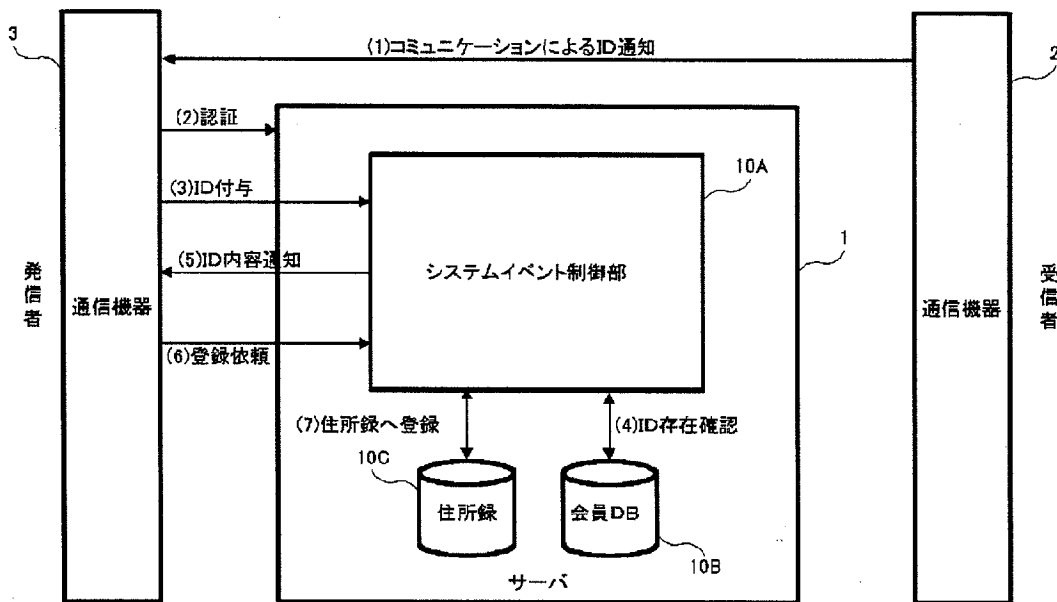 3
(1)コミュニケーションによるID通知
2
(2)認証
10A
(3)ID付与
1
(5)ID内容通知
システムイベント制御部
発信者
通信機器
通信機器
受信者
(6)登録依頼
(7)住所録へ登録
(4)ID存在確認
10C
住所録
会員DB
10B
サーバ